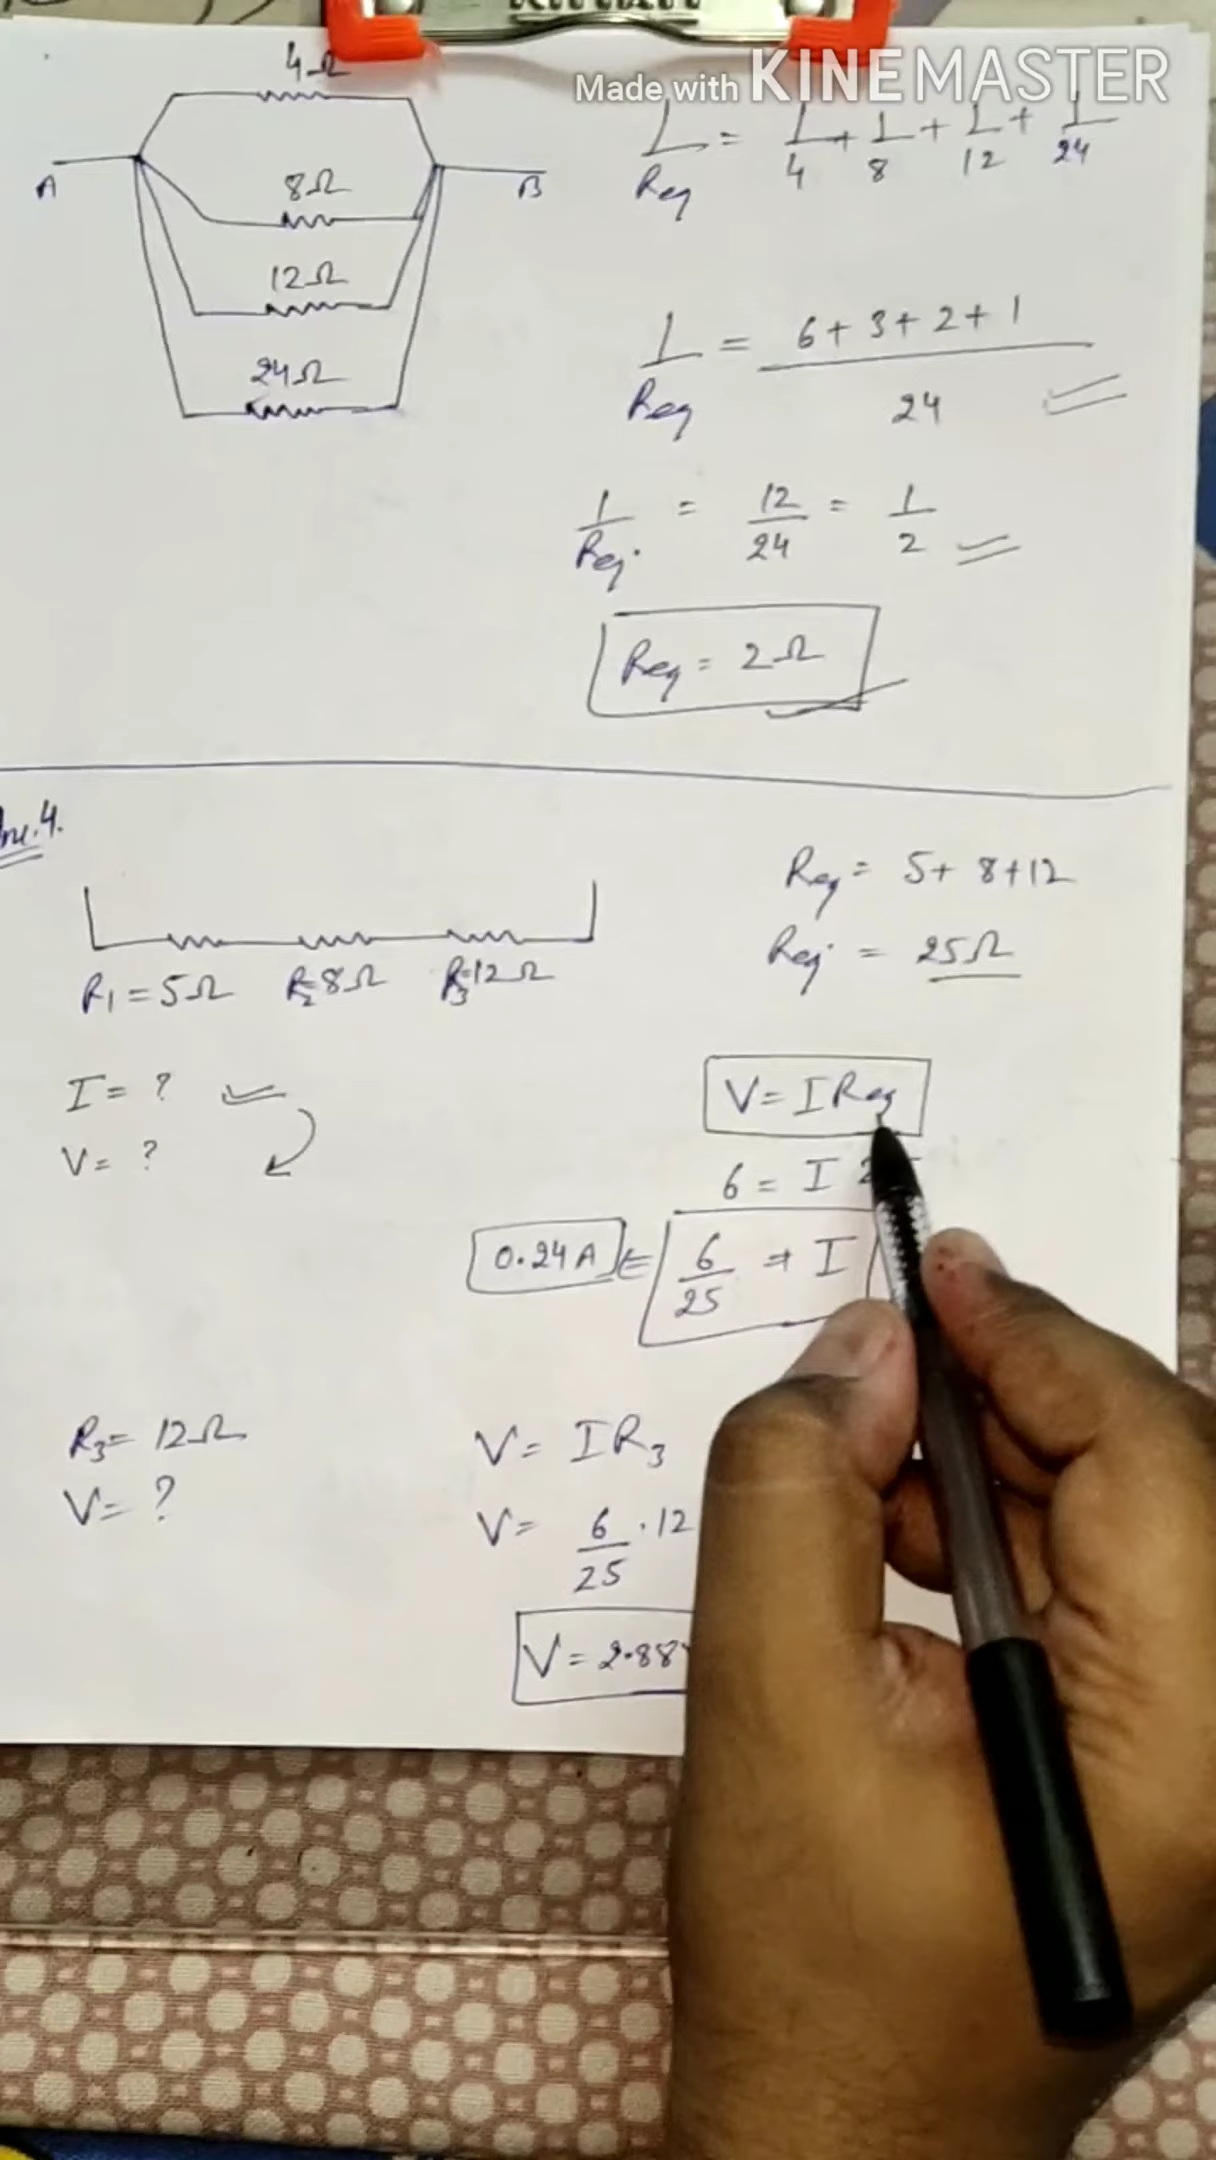 Made with KINEMASTER
4Ω
A
B
8Ω
12Ω
24Ω
1/Req = 1/4 + 1/8 + 1/12 + 1/24
1/Req = 6+3+2+1/24
1/Req. = 12/24 = 1/2
Req = 2Ω
4.
R1 = 5Ω R2=8Ω R3=12Ω
Req = 5+ 8+12
Req = 25Ω
I = ?
V = ?
V = I Req
6 = I
0.24A ⇐ 6/25 = I
R3 = 12Ω
V = ?
V = IR3
V = 6/25 . 12
V = 2.88